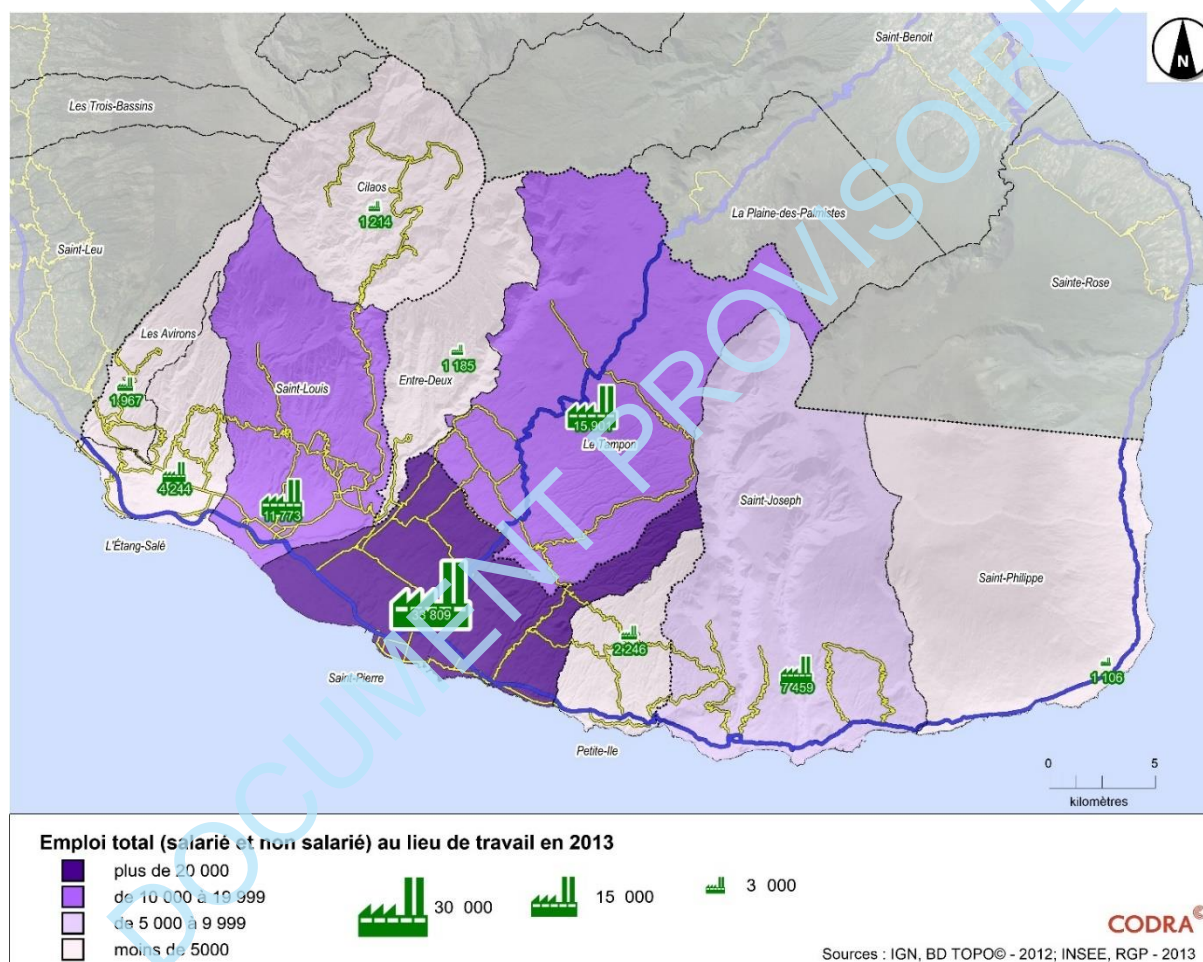 Saint-Benoit
N
Les Trois-Bassins
Cilaos
1 214
La Plaine-des-Palmistes
Saint-Leu
Sainte-Rose
Les Avirons
1 967
Saint-Louis
Entre-Deux
1 185
15 901
Le Tampon
4 244
11 773
Saint-Joseph
L'Étang-Salé
Saint-Philippe
33 809
2 246
7 459
1 106
Saint-Pierre
Petite-Ile
0 5
kilomètres
DOCUMENT PROVISOIRE
Emploi total (salarié et non salarié) au lieu de travail en 2013
plus de 20 000
de 10 000 à 19 999
de 5 000 à 9 999
moins de 5000
30 000
15 000
3 000
CODRA©
Sources : IGN, BD TOPO© - 2012; INSEE, RGP - 2013